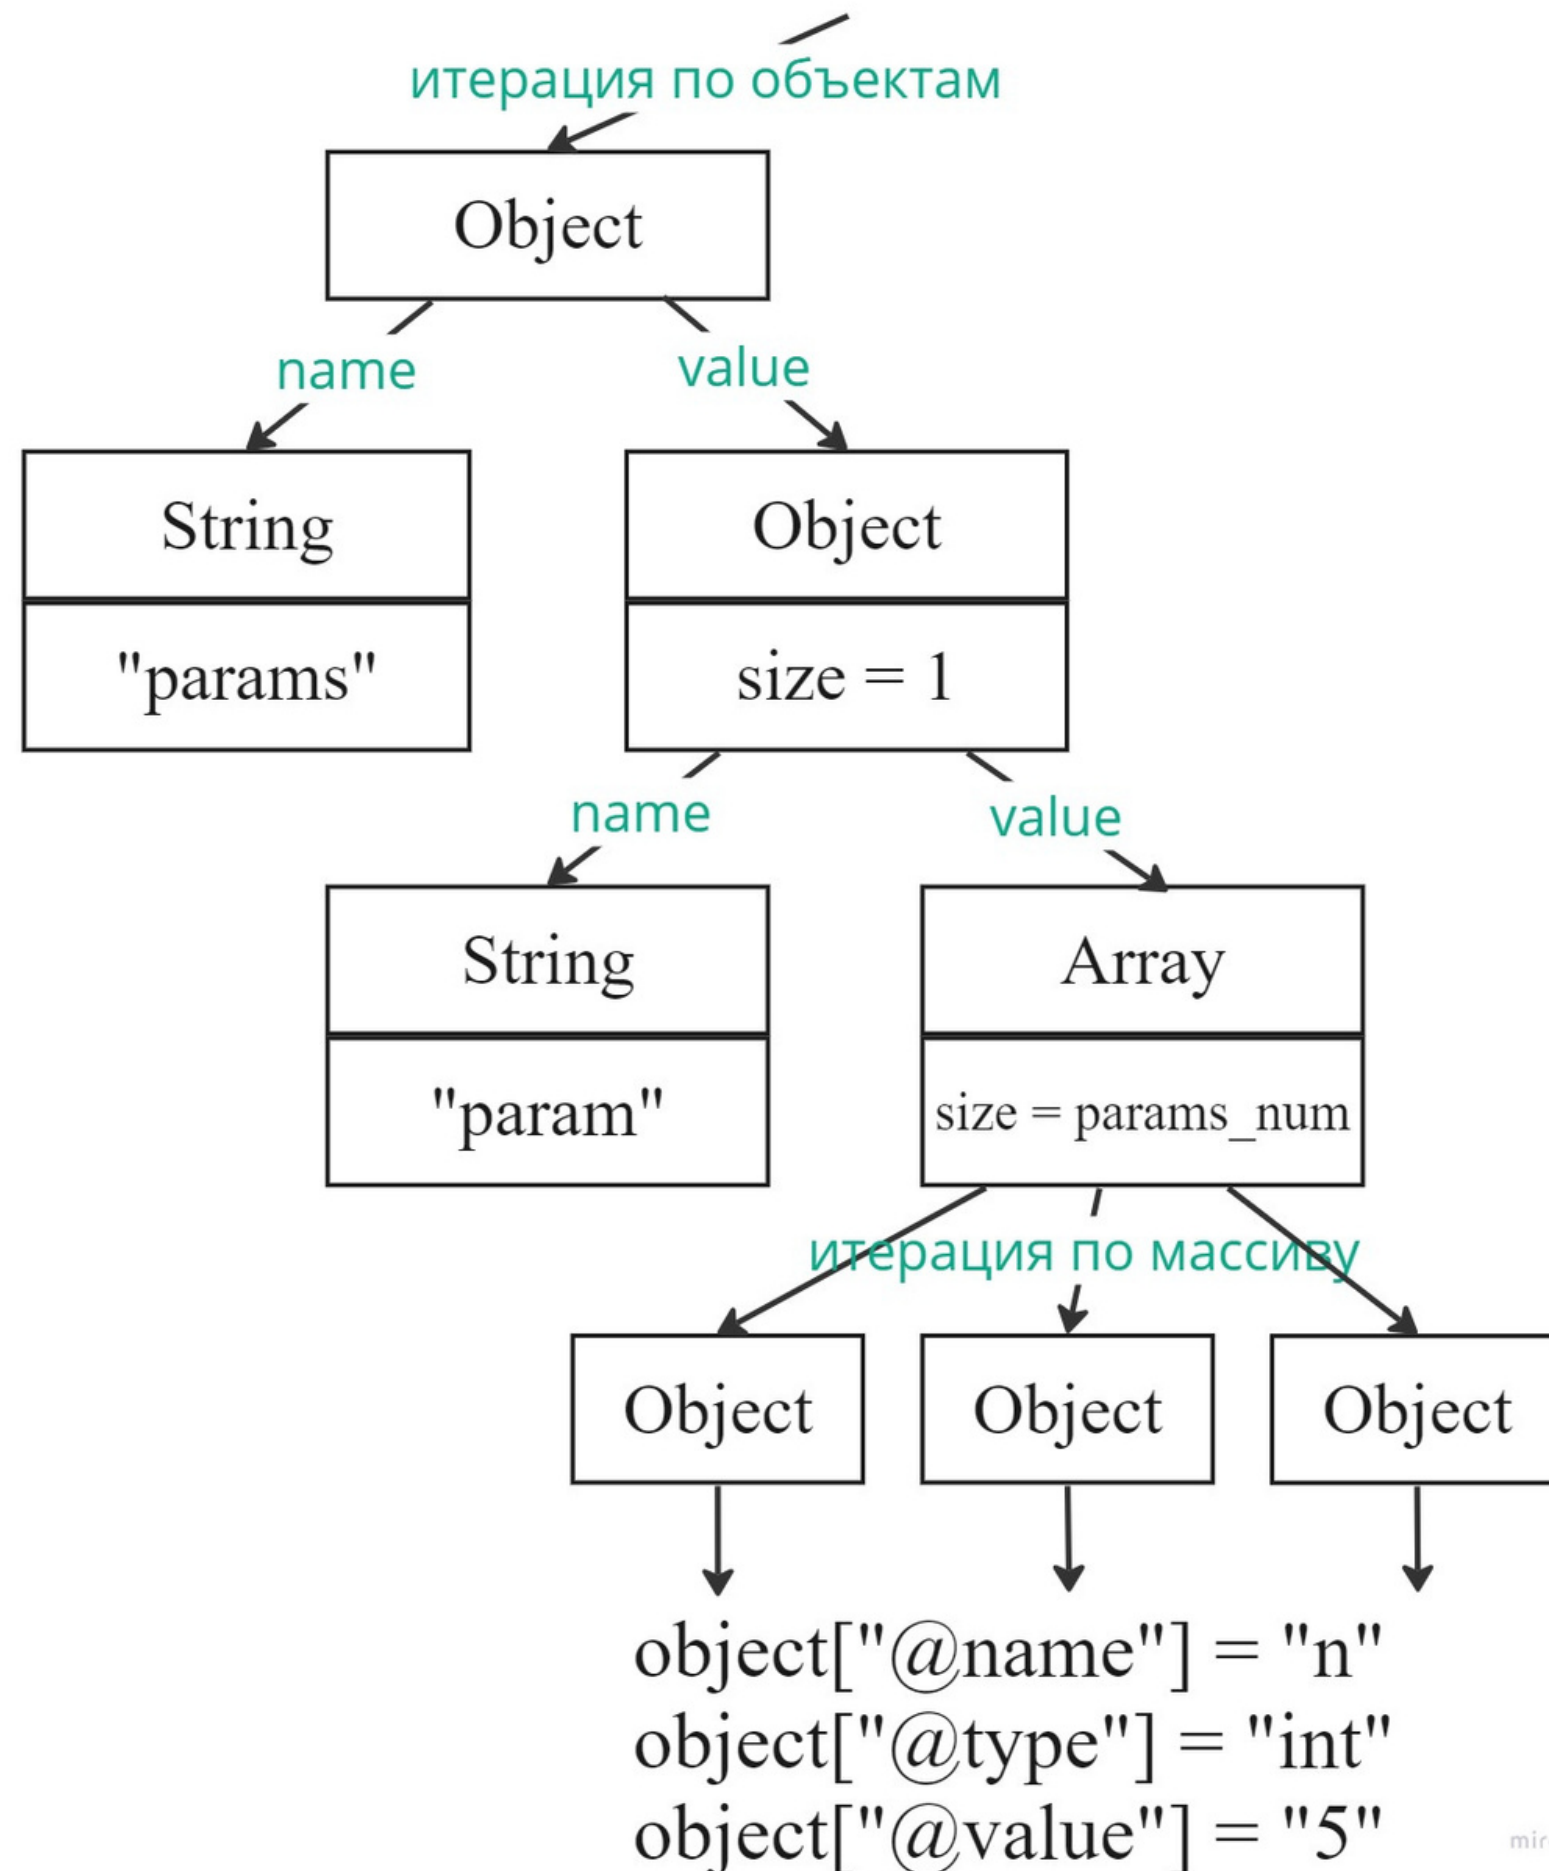 итерация по объектам
Object
name
value
String
Object
"params"
size = 1
name
value
String
Array
"param"
size = params_num
итерация по массиву
Object
Object
Object
object["@name"] = "n"
object["@type"] = "int"
object["@value"] = "5"